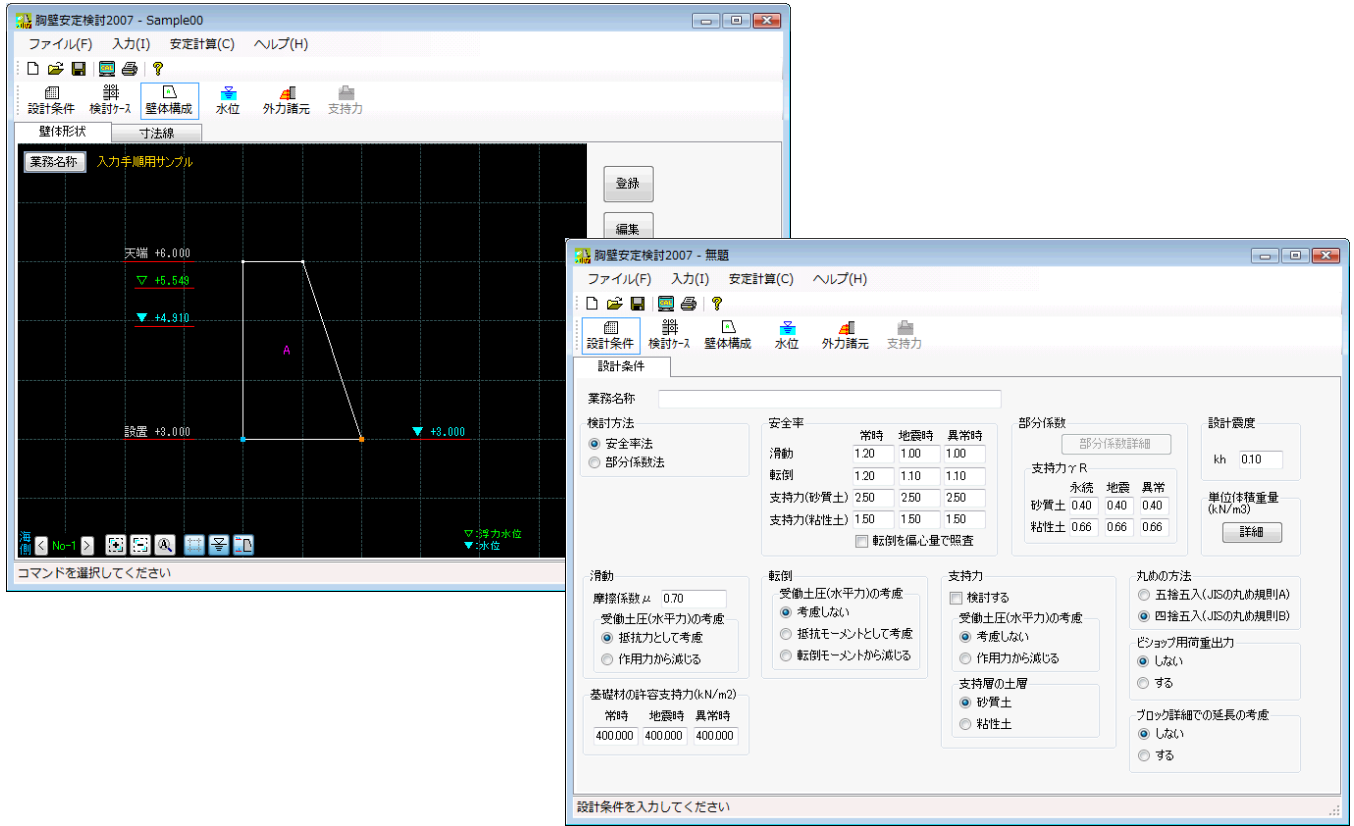 胸壁安定検討2007 - Sample00
ファイル(F) 入力(I) 安定計算(C) ヘルプ(H)
設計条件 検討ケース 壁体構成 水位 外力諸元 支持力
壁体形状 寸法線
業務名称 入力手順用サンプル
登録
編集
天端 +6.000
▽ +5.549
▼ +4.910
A
設置 +3.000 ▼ +3.000
海側 < No-1 >
▽:浮力水位
▼:水位
コマンドを選択してください
胸壁安定検討2007 - 無題
ファイル(F) 入力(I) 安定計算(C) ヘルプ(H)
設計条件 検討ケース 壁体構成 水位 外力諸元 支持力
設計条件
業務名称
検討方法
安全率法
部分係数法
安全率
常時 地震時 異常時
滑動 1.20 1.00 1.00
転倒 1.20 1.10 1.10
支持力(砂質土) 2.50 2.50 2.50
支持力(粘性土) 1.50 1.50 1.50
転倒を偏心量で照査
部分係数
部分係数詳細
支持力γR
永続 地震 異常
砂質土 0.40 0.40 0.40
粘性土 0.66 0.66 0.66
設計震度
kh 0.10
単位体積重量
(kN/m3)
詳細
滑動
摩擦係数μ 0.70
受働土圧(水平力)の考慮
抵抗力として考慮
作用力から減じる
転倒
受働土圧(水平力)の考慮
考慮しない
抵抗モーメントとして考慮
転倒モーメントから減じる
支持力
検討する
受働土圧(水平力)の考慮
考慮しない
作用力から減じる
支持層の土層
砂質土
粘性土
丸めの方法
五捨五入(JISの丸め規則A)
四捨五入(JISの丸め規則B)
ビショップ用荷重出力
しない
する
ブロック詳細での延長の考慮
しない
する
基礎材の許容支持力(kN/m2)
常時 地震時 異常時
400.000 400.000 400.000
設計条件を入力してください